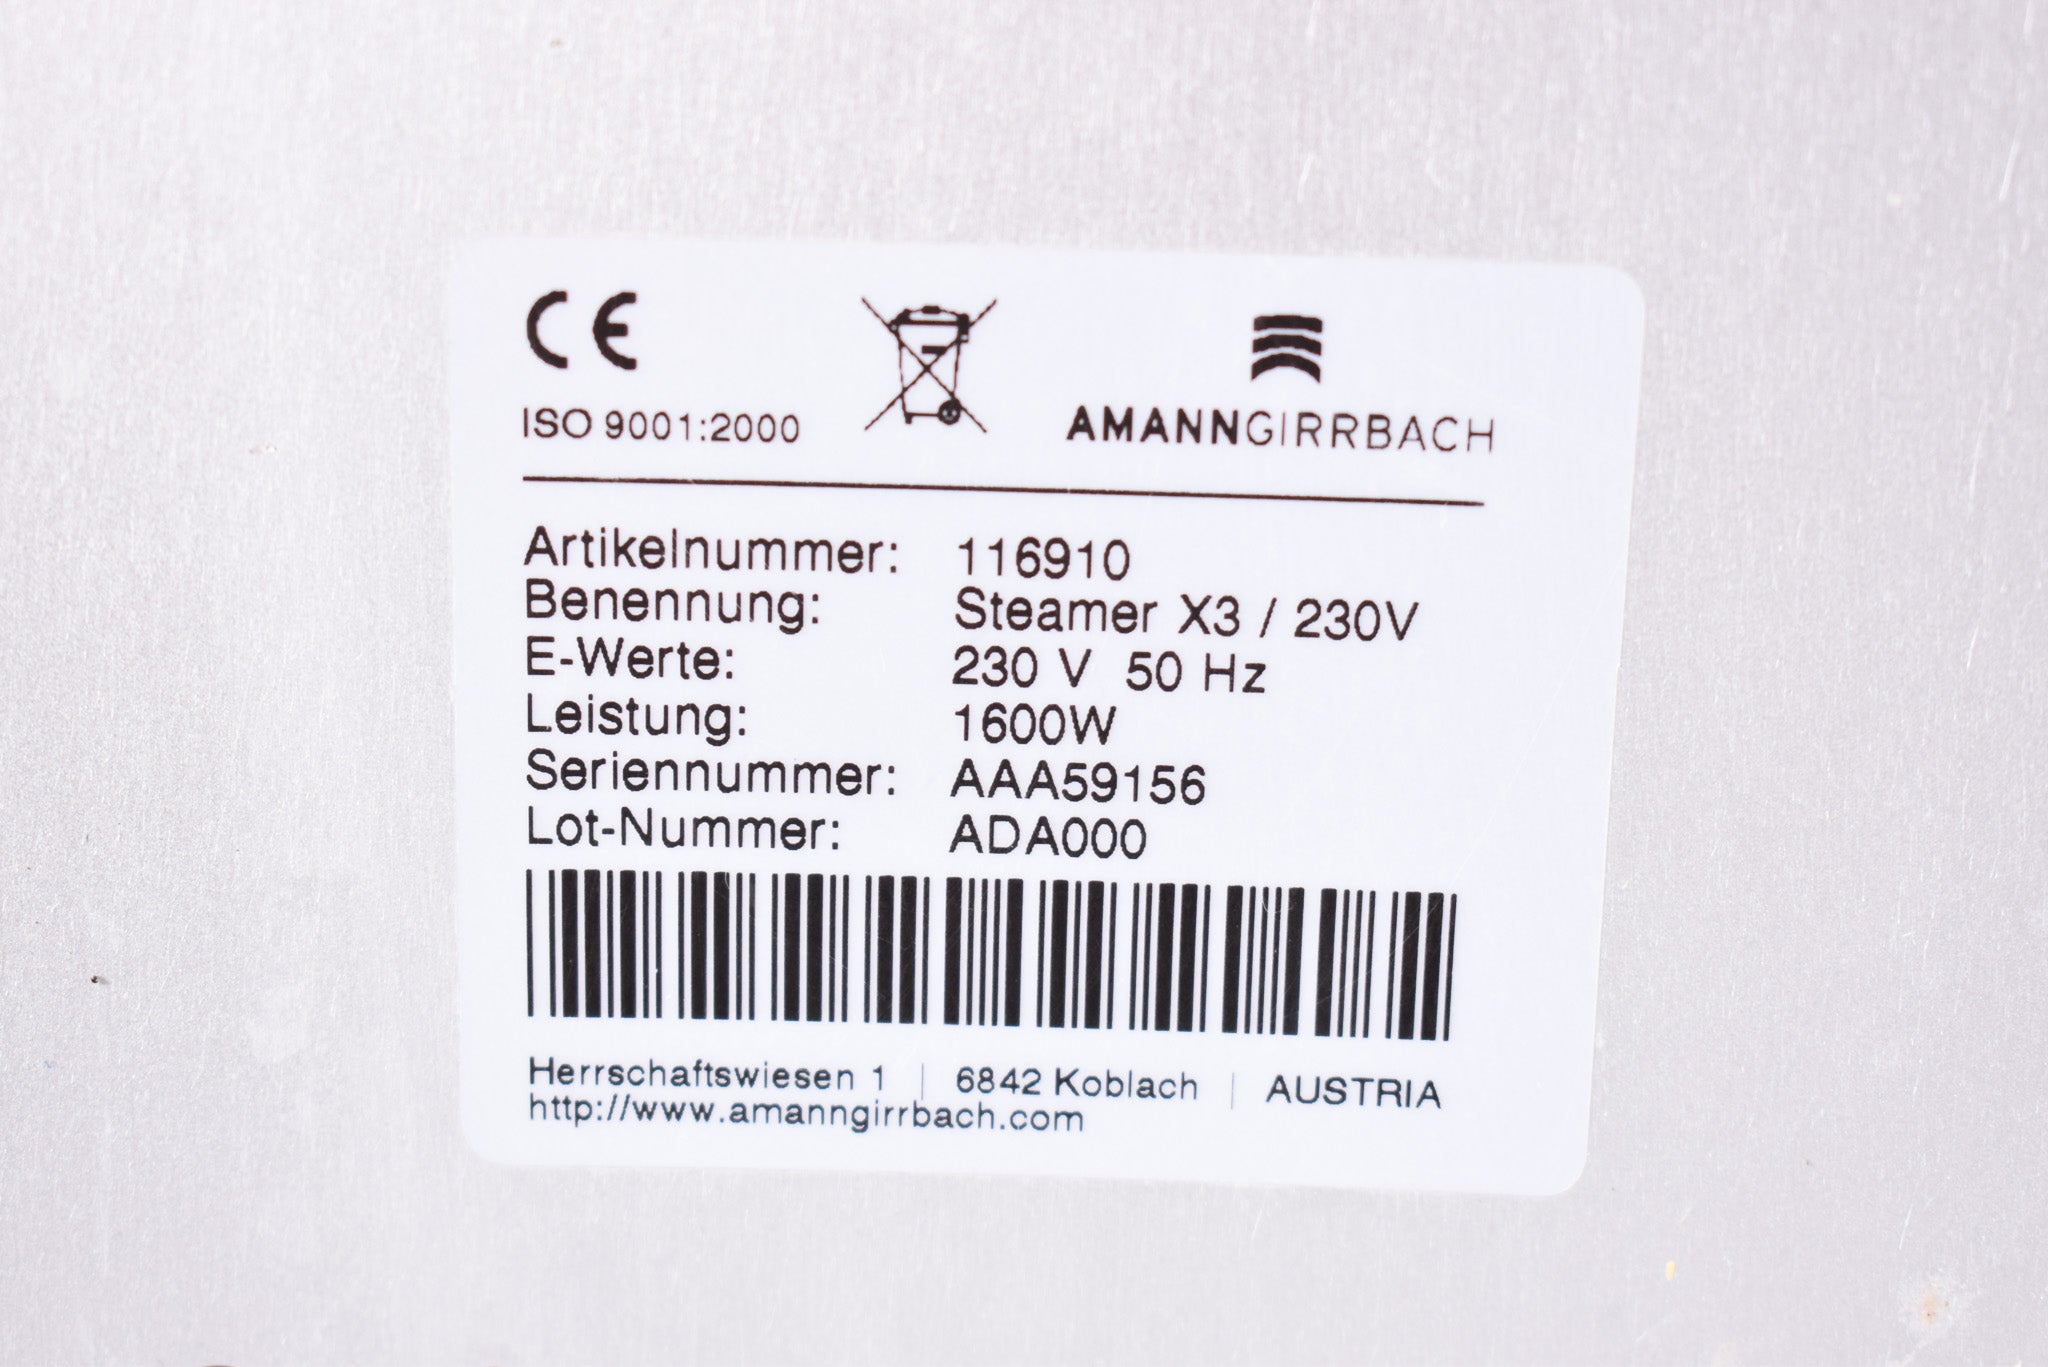 CE
ISO 9001:2000
AMANNGIRRBACH
Artikelnummer: 116910
Benennung: Steamer X3 / 230V
E-Werte: 230 V 50 Hz
Leistung: 1600W
Seriennummer: AAA59156
Lot-Nummer: ADA000
Herrschaftswiesen 1 | 6842 Koblach | AUSTRIA
http://www.amanngirrbach.com